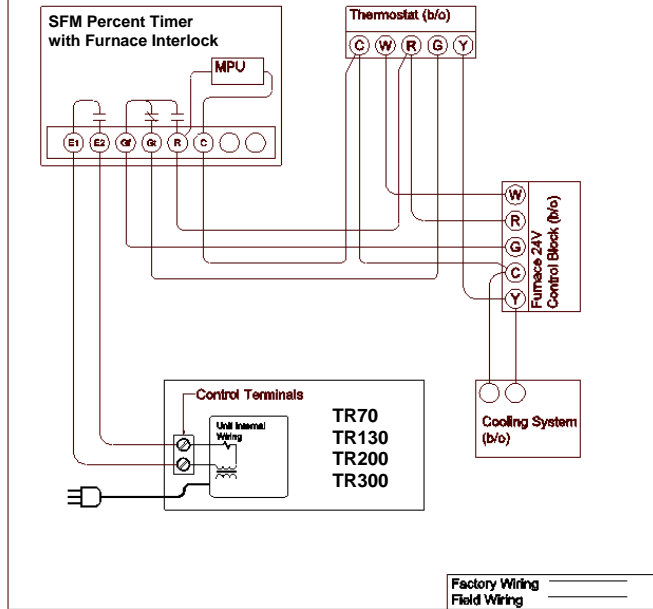 SFM Percent Timer
with Furnace Interlock
MPU
E1 E2 Gf Gt R C
Thermostat (b/o)
C W R G Y
W
R
G
C
Y
Furnace 24V
Control Block (b/o)
Cooling System
(b/o)
Control Terminals
Unit Internal
Wiring
TR70
TR130
TR200
TR300
Factory Wiring
Field Wiring